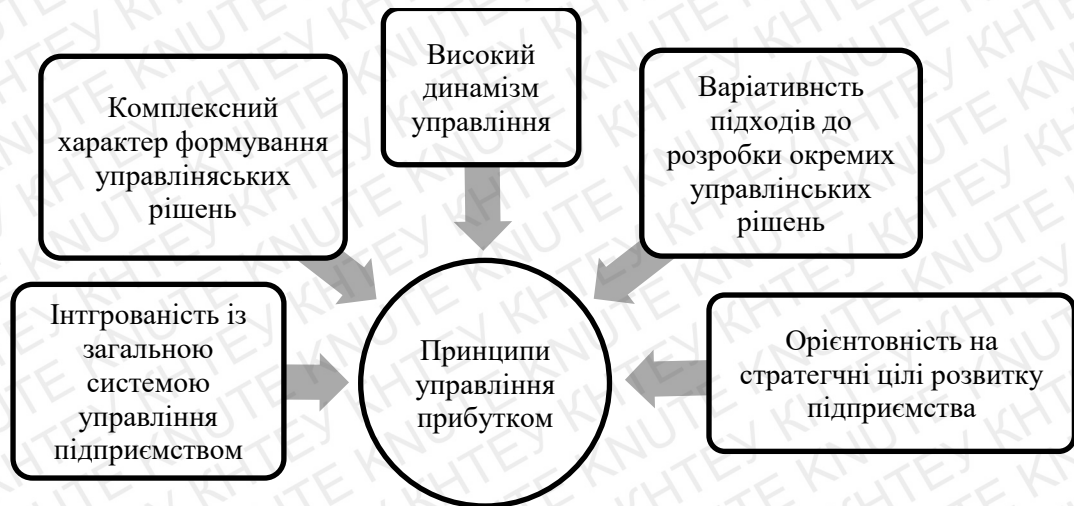 Комплексний
характер формування
управліняських
рішень
Високий
динамізм
управління
Варіативнсть
підходів до
розробки окремих
управлінських
рішень
Інтгрованість із
загальною
системою
управління
підприємством
Принципи
управління
прибутком
Орієнтовність на
стратегчні цілі розвитку
підприємства